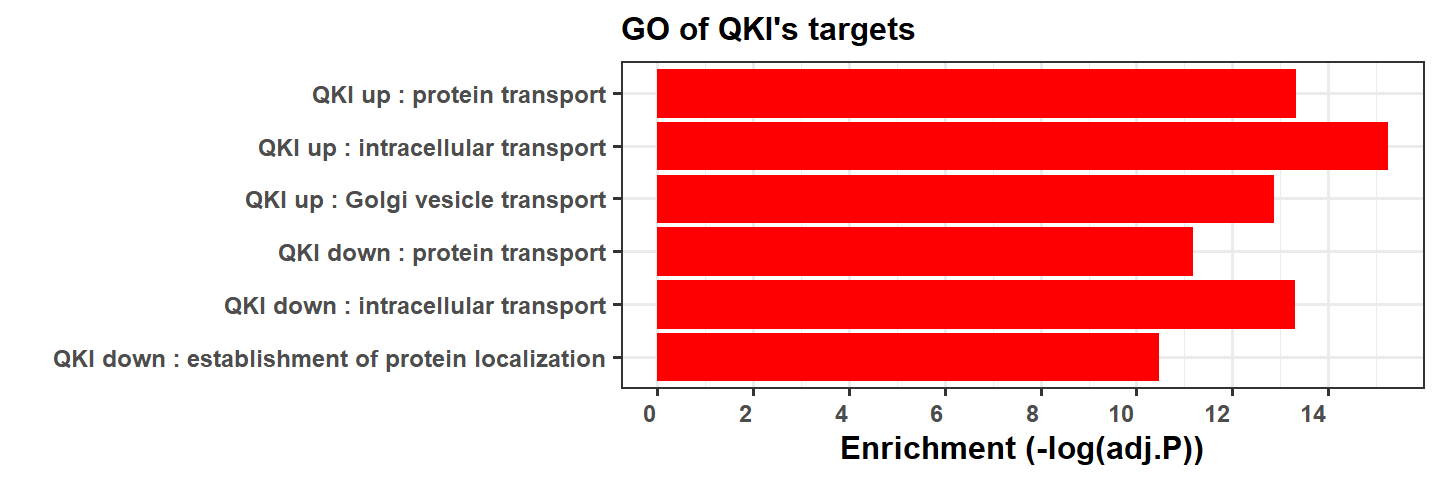 GO of QKI's targets
QKI up : protein transport
QKI up : intracellular transport
QKI up : Golgi vesicle transport
QKI down : protein transport
QKI down : intracellular transport
QKI down : establishment of protein localization
0 2 4 6 8 10 12 14
Enrichment (-log(adj.P))